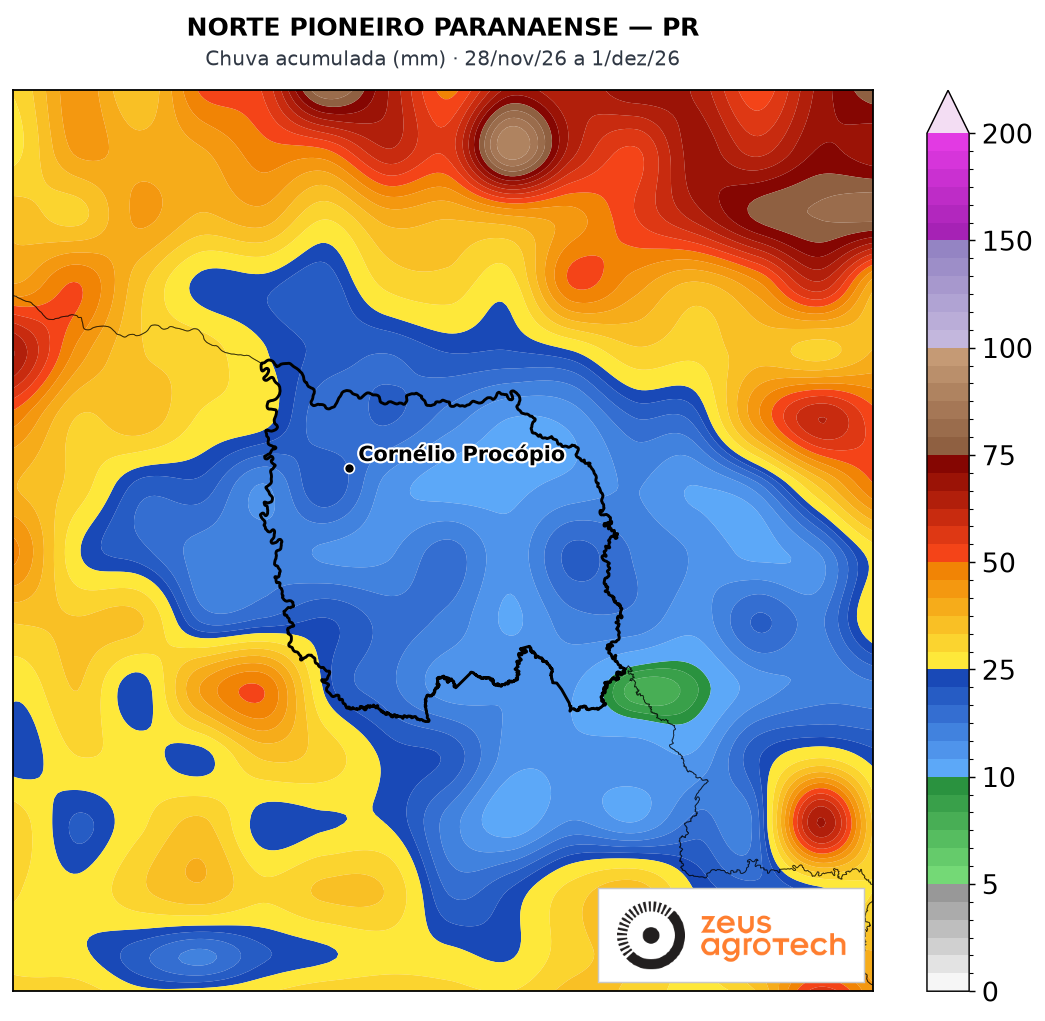 NORTE PIONEIRO PARANAENSE — PR
Chuva acumulada (mm) · 28/nov/26 a 1/dez/26
200
150
100
75
50
25
10
5
0
Cornélio Procópio
zeus
agrotech